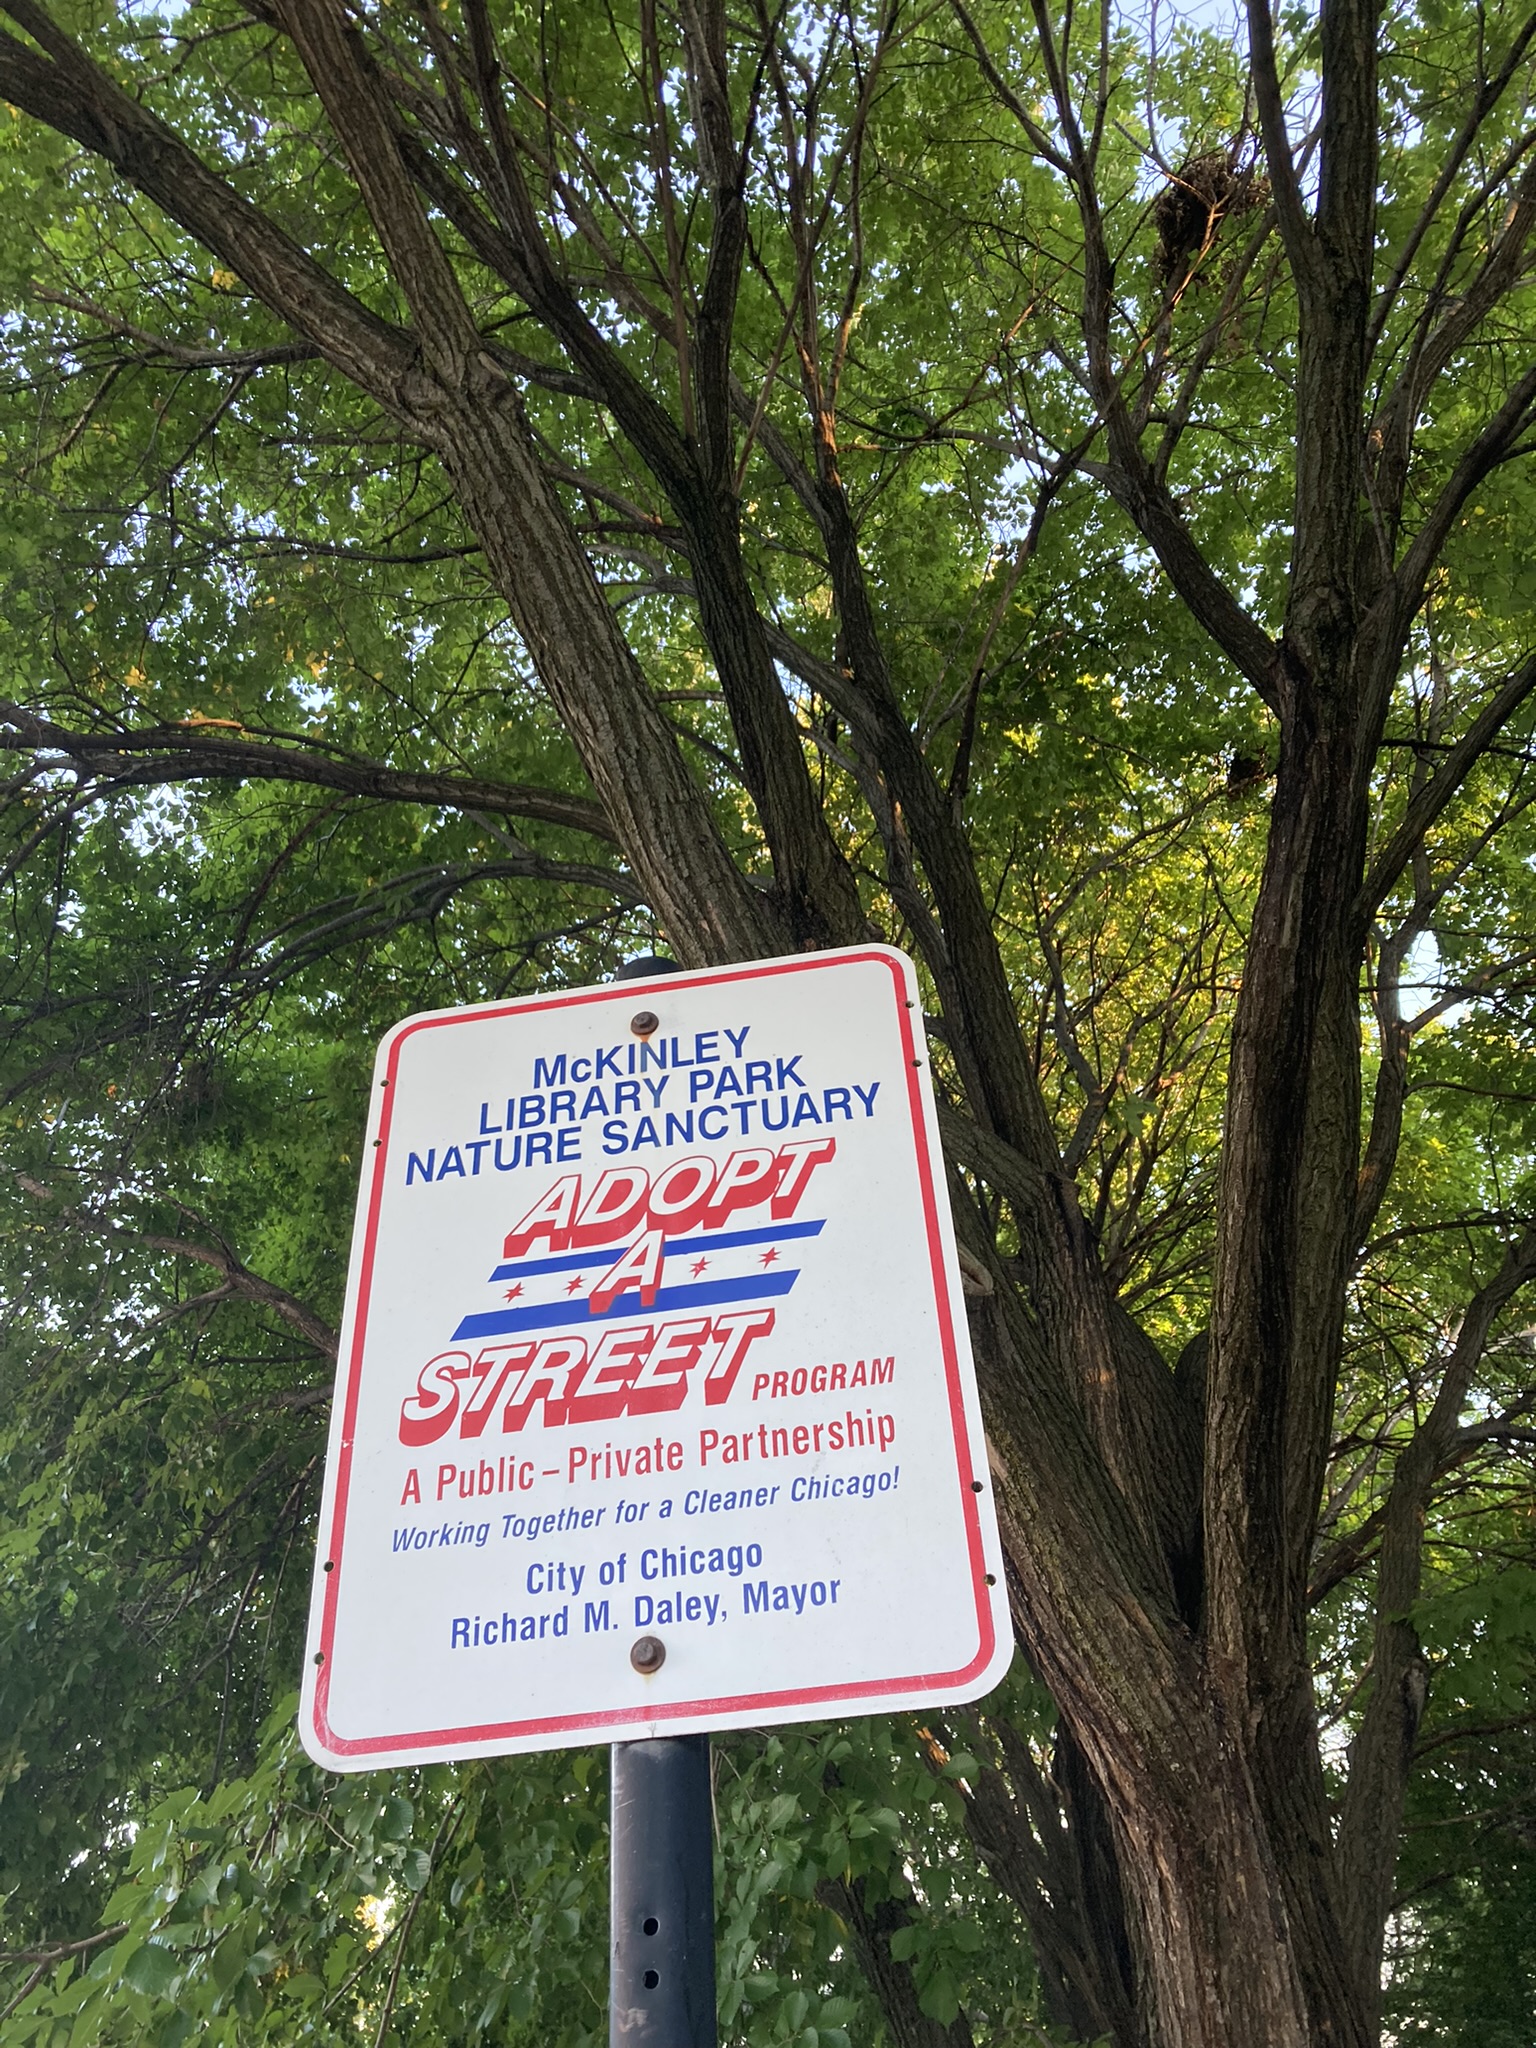 McKINLEY
LIBRARY PARK
NATURE SANCTUARY
ADOPT
A
STREET PROGRAM
A Public – Private Partnership
Working Together for a Cleaner Chicago!
City of Chicago
Richard M. Daley, Mayor